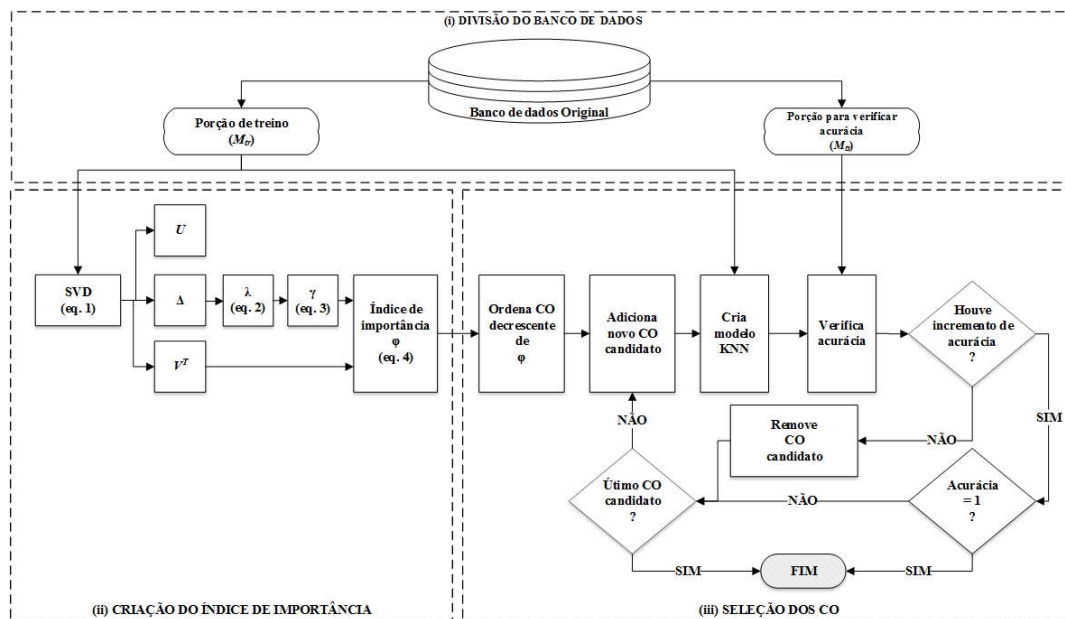 (i) DIVISÃO DO BANCO DE DADOS
Banco de dados Original
Porção de treino
(Mtr)
Porção para verificar
acurácia
(Mts)
SVD
(eq. 1)
U
Δ
V^T
λ
(eq. 2)
γ
(eq. 3)
Índice de
importância
φ
(eq. 4)
Ordena CO
decrescente
de
φ
Adiciona
novo CO
candidato
Cria
modelo
KNN
Verifica
acurácia
Houve
incremento de
acurácia
?
NÃO
SIM
Remove
CO
candidato
NÃO
Útimo CO
candidato
?
NÃO
Acurácia
= 1
?
SIM
FIM
SIM
(ii) CRIAÇÃO DO ÍNDICE DE IMPORTÂNCIA
(iii) SELEÇÃO DOS CO